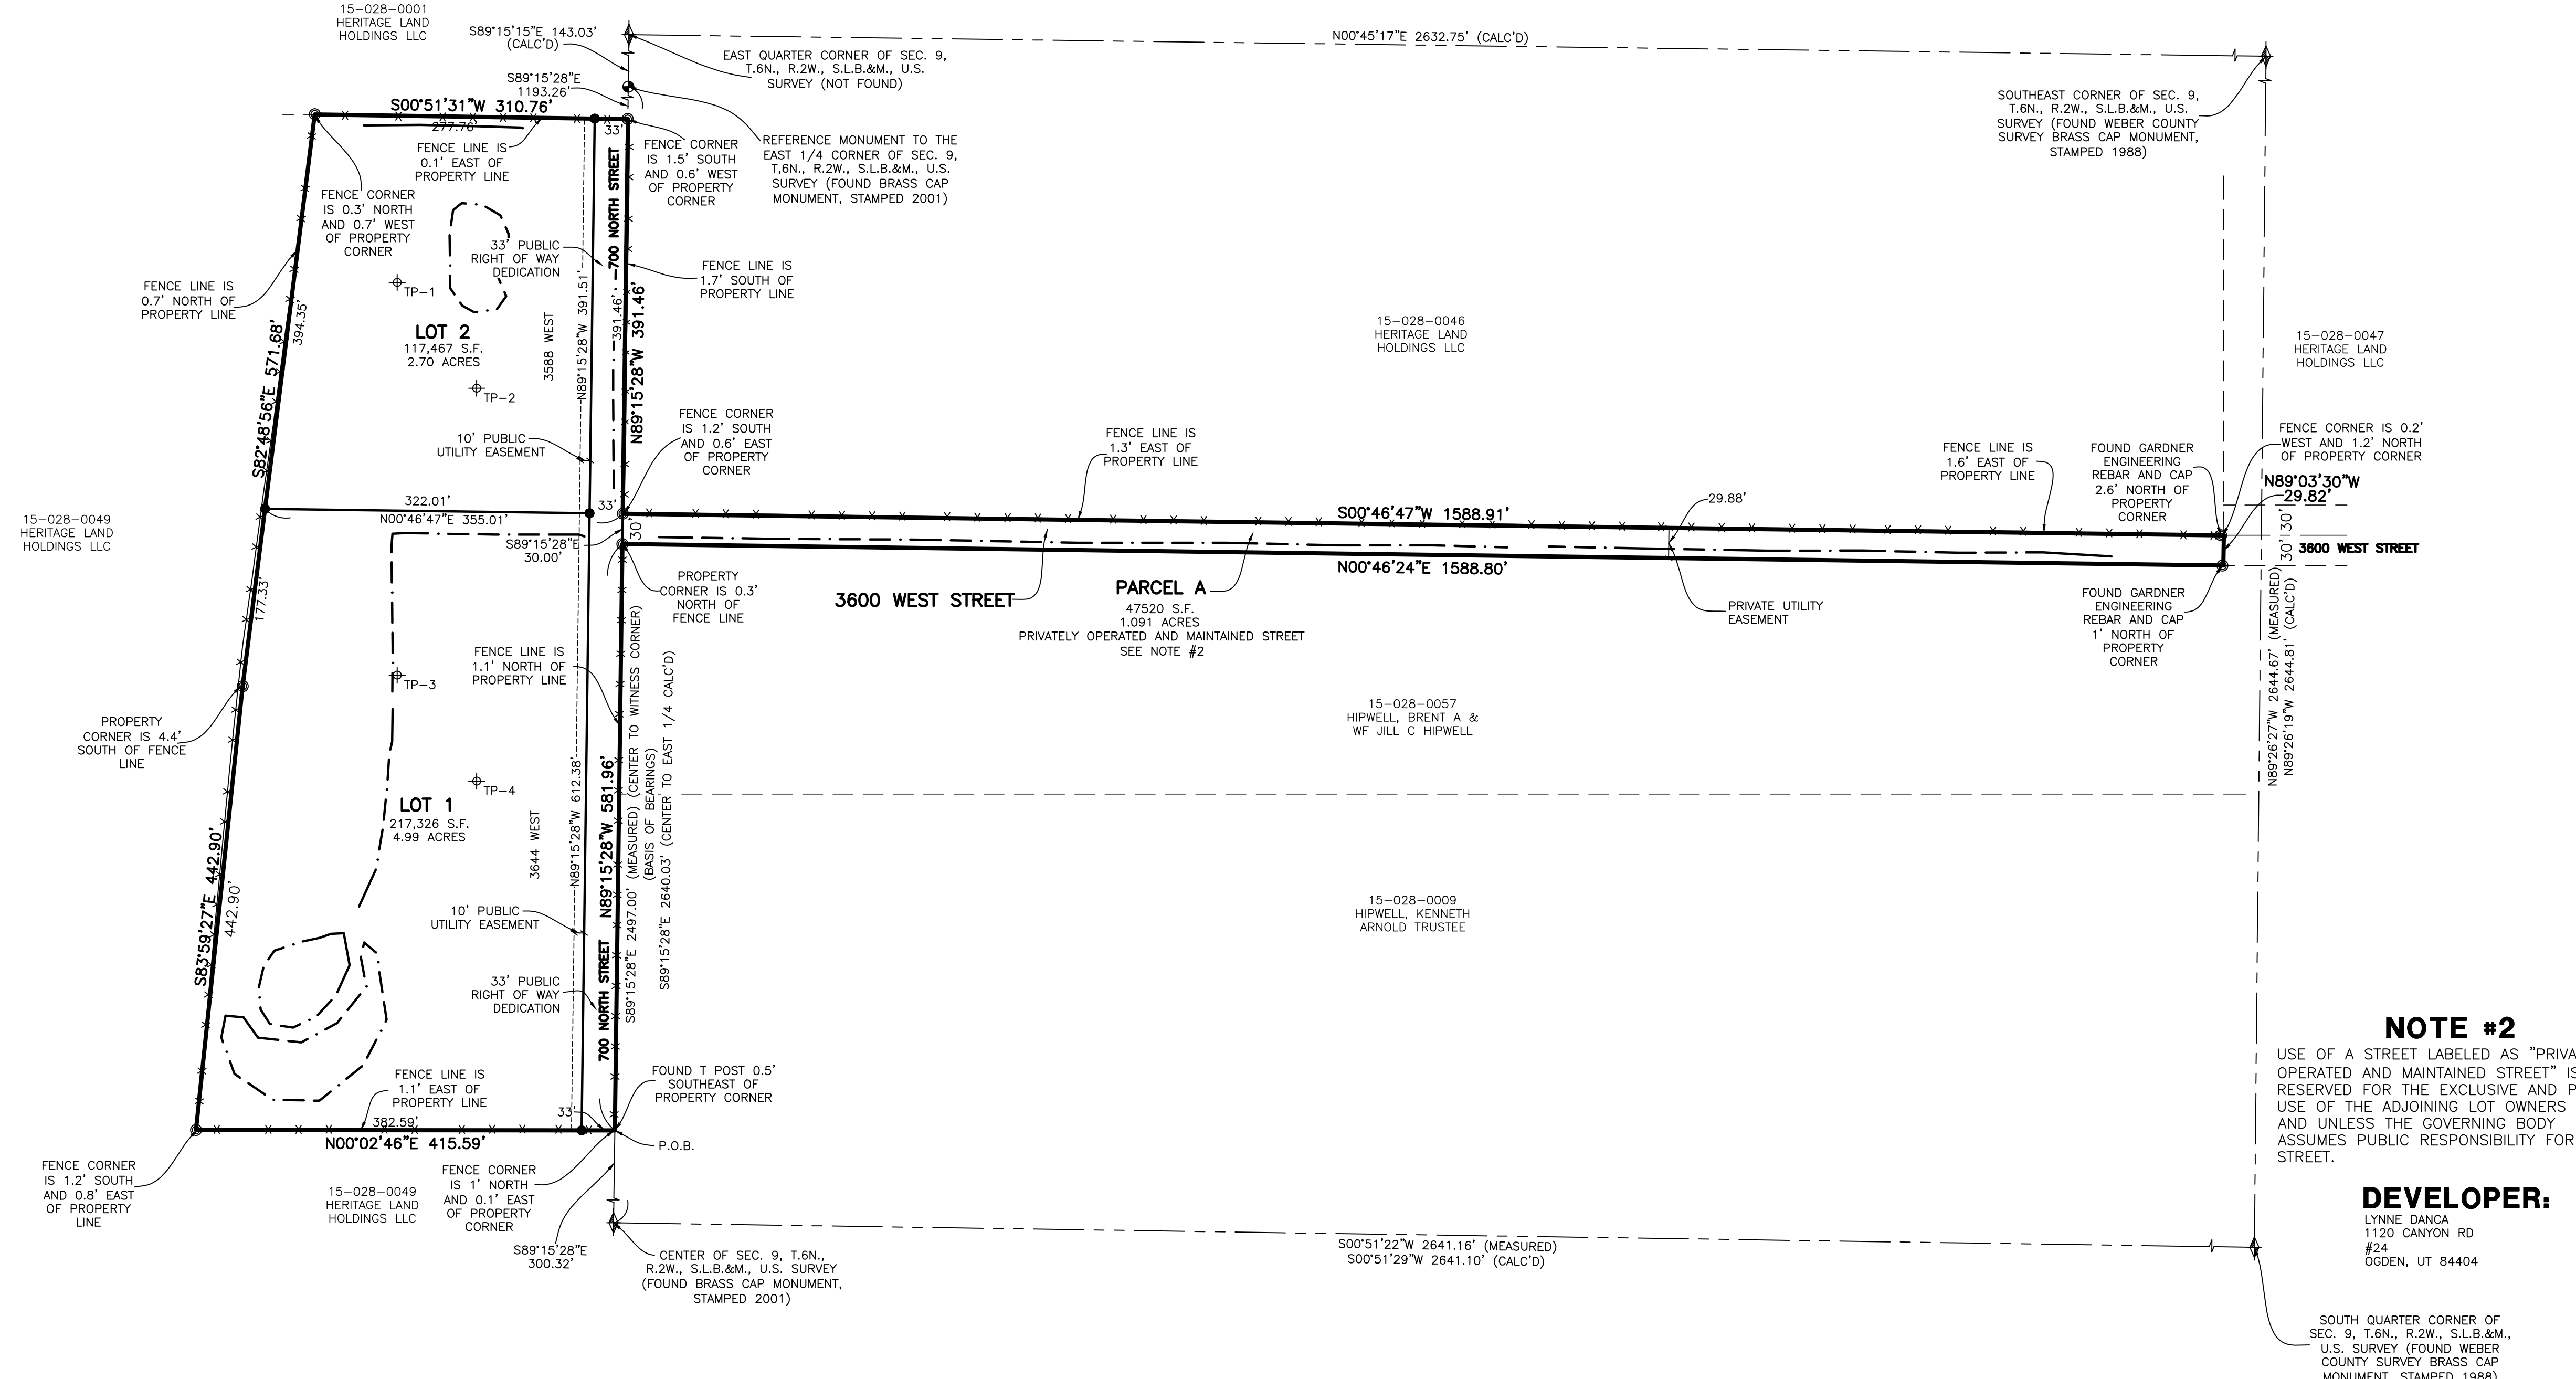 15-028-0001
HERITAGE LAND
HOLDINGS LLC
S89°15'15"E 143.03'
(CALC'D)
EAST QUARTER CORNER OF SEC. 9,
T.6N., R.2W., S.L.B.&M., U.S.
SURVEY (NOT FOUND)
N00°45'17"E 2632.75' (CALC'D)
S89°15'28"E
1193.26'
S00°51'31"W 310.76'
277.76'
33'
FENCE LINE IS
0.1' EAST OF
PROPERTY LINE
FENCE CORNER
IS 1.5' SOUTH
AND 0.6' WEST
OF PROPERTY
CORNER
REFERENCE MONUMENT TO THE
EAST 1/4 CORNER OF SEC. 9,
T,6N., R.2W., S.L.B.&M., U.S.
SURVEY (FOUND BRASS CAP
MONUMENT, STAMPED 2001)
SOUTHEAST CORNER OF SEC. 9,
T.6N., R.2W., S.L.B.&M., U.S.
SURVEY (FOUND WEBER COUNTY
SURVEY BRASS CAP MONUMENT,
STAMPED 1988)
FENCE CORNER
IS 0.3' NORTH
AND 0.7' WEST
OF PROPERTY
CORNER
33' PUBLIC
RIGHT OF WAY
DEDICATION
700 NORTH STREET
FENCE LINE IS
1.7' SOUTH OF
PROPERTY LINE
FENCE LINE IS
0.7' NORTH OF
PROPERTY LINE
TP-1
LOT 2
117,467 S.F.
2.70 ACRES
3588 WEST
N89°15'28"W 391.51'
391.46'
N89°15'28"W 391.46'
394.35'
S82°48'56"E 571.68'
TP-2
10' PUBLIC
UTILITY EASEMENT
FENCE CORNER
IS 1.2' SOUTH
AND 0.6' EAST
OF PROPERTY
CORNER
15-028-0046
HERITAGE LAND
HOLDINGS LLC
15-028-0047
HERITAGE LAND
HOLDINGS LLC
FENCE LINE IS
1.3' EAST OF
PROPERTY LINE
FENCE LINE IS
1.6' EAST OF
PROPERTY LINE
FOUND GARDNER
ENGINEERING
REBAR AND CAP
2.6' NORTH OF
PROPERTY
CORNER
FENCE CORNER IS 0.2'
WEST AND 1.2' NORTH
OF PROPERTY CORNER
N89°03'30"W
29.82'
15-028-0049
HERITAGE LAND
HOLDINGS LLC
322.01'
33'
N00°46'47"E 355.01'
S89°15'28"E
30.00'
30'
S00°46'47"W 1588.91'
29.88'
30'
30'
3600 WEST STREET
N00°46'24"E 1588.80'
177.33'
PROPERTY
CORNER IS 0.3'
NORTH OF
FENCE LINE
3600 WEST STREET
PARCEL A
47520 S.F.
1.091 ACRES
PRIVATELY OPERATED AND MAINTAINED STREET
SEE NOTE #2
PRIVATE UTILITY
EASEMENT
FOUND GARDNER
ENGINEERING
REBAR AND CAP
1' NORTH OF
PROPERTY
CORNER
N89°26'27"W 2644.67' (MEASURED)
N89°26'19"W 2644.81' (CALC'D)
FENCE LINE IS
1.1' NORTH OF
PROPERTY LINE
TP-3
PROPERTY
CORNER IS 4.4'
SOUTH OF FENCE
LINE
15-028-0057
HIPWELL, BRENT A &
WF JILL C HIPWELL
TP-4
LOT 1
217,326 S.F.
4.99 ACRES
3644 WEST
N89°15'28"W 612.38'
N89°15'28"W 581.96'
S89°15'28"E 2497.00' (MEASURED) (CENTER TO WITNESS CORNER)
(BASIS OF BEARINGS)
S89°15'28"E 2640.03' (CENTER TO EAST 1/4 CALC'D)
S83°59'27"E 442.90'
442.90'
10' PUBLIC
UTILITY EASEMENT
15-028-0009
HIPWELL, KENNETH
ARNOLD TRUSTEE
33' PUBLIC
RIGHT OF WAY
DEDICATION
700 NORTH STREET
FENCE LINE IS
1.1' EAST OF
PROPERTY LINE
FOUND T POST 0.5'
SOUTHEAST OF
PROPERTY CORNER
382.59'
33'
N00°02'46"E 415.59'
P.O.B.
FENCE CORNER
IS 1.2' SOUTH
AND 0.8' EAST
OF PROPERTY
LINE
15-028-0049
HERITAGE LAND
HOLDINGS LLC
FENCE CORNER
IS 1' NORTH
AND 0.1' EAST
OF PROPERTY
CORNER
S89°15'28"E
300.32'
CENTER OF SEC. 9, T.6N.,
R.2W., S.L.B.&M., U.S. SURVEY
(FOUND BRASS CAP MONUMENT,
STAMPED 2001)
S00°51'22"W 2641.16' (MEASURED)
S00°51'29"W 2641.10' (CALC'D)
NOTE #2
USE OF A STREET LABELED AS "PRIVA
OPERATED AND MAINTAINED STREET" IS
RESERVED FOR THE EXCLUSIVE AND P
USE OF THE ADJOINING LOT OWNERS
AND UNLESS THE GOVERNING BODY
ASSUMES PUBLIC RESPONSIBILITY FOR
STREET.
DEVELOPER:
LYNNE DANCA
1120 CANYON RD
#24
OGDEN, UT 84404
SOUTH QUARTER CORNER OF
SEC. 9, T.6N., R.2W., S.L.B.&M.,
U.S. SURVEY (FOUND WEBER
COUNTY SURVEY BRASS CAP
MONUMENT, STAMPED 1988)